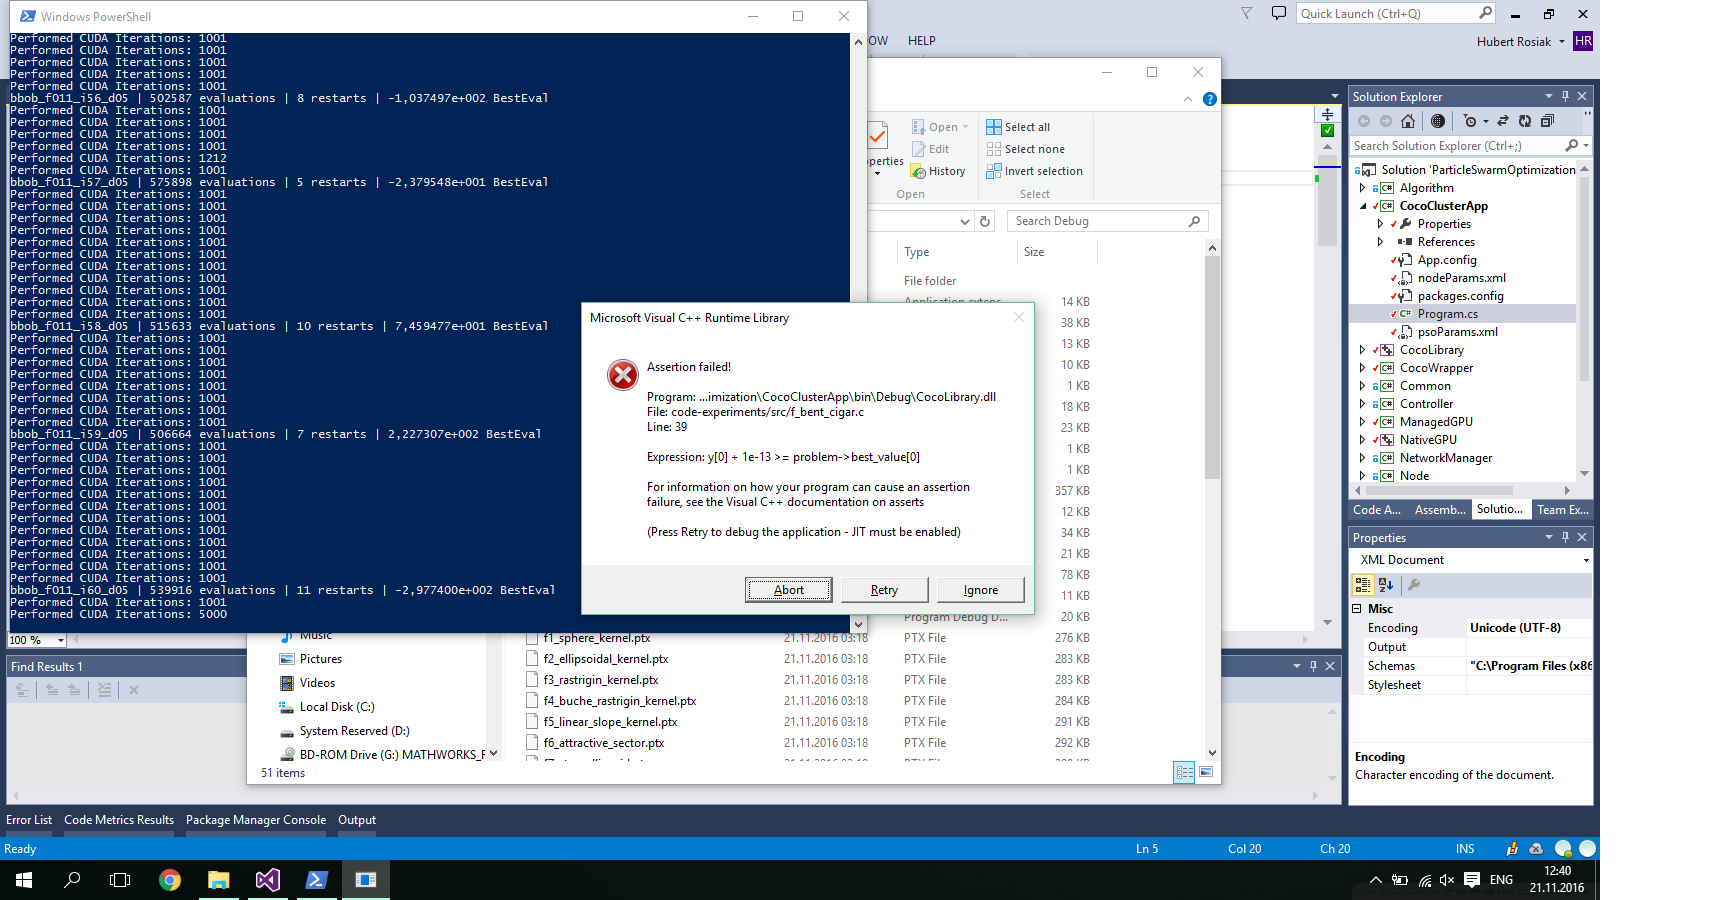 Windows PowerShell
Performed CUDA Iterations: 1001
Performed CUDA Iterations: 1001
Performed CUDA Iterations: 1001
Performed CUDA Iterations: 1001
Performed CUDA Iterations: 1001
bbob_f011_i56_d05 | 502587 evaluations | 8 restarts | -1,037497e+002 BestEval
Performed CUDA Iterations: 1001
Performed CUDA Iterations: 1001
Performed CUDA Iterations: 1001
Performed CUDA Iterations: 1001
Performed CUDA Iterations: 1212
bbob_f011_i57_d05 | 575898 evaluations | 5 restarts | -2,379548e+001 BestEval
Performed CUDA Iterations: 1001
Performed CUDA Iterations: 1001
Performed CUDA Iterations: 1001
Performed CUDA Iterations: 1001
Performed CUDA Iterations: 1001
Performed CUDA Iterations: 1001
Performed CUDA Iterations: 1001
Performed CUDA Iterations: 1001
Performed CUDA Iterations: 1001
Performed CUDA Iterations: 1001
Performed CUDA Iterations: 1001
bbob_f011_i58_d05 | 515633 evaluations | 10 restarts | 7,459477e+001 BestEval
Performed CUDA Iterations: 1001
Performed CUDA Iterations: 1001
Performed CUDA Iterations: 1001
Performed CUDA Iterations: 1001
Performed CUDA Iterations: 1001
Performed CUDA Iterations: 1001
Performed CUDA Iterations: 1001
Performed CUDA Iterations: 1001
bbob_f011_i59_d05 | 506664 evaluations | 7 restarts | 2,227307e+002 BestEval
Performed CUDA Iterations: 1001
Performed CUDA Iterations: 1001
Performed CUDA Iterations: 1001
Performed CUDA Iterations: 1001
Performed CUDA Iterations: 1001
Performed CUDA Iterations: 1001
Performed CUDA Iterations: 1001
Performed CUDA Iterations: 1001
Performed CUDA Iterations: 1001
Performed CUDA Iterations: 1001
Performed CUDA Iterations: 1001
Performed CUDA Iterations: 1001
bbob_f011_i60_d05 | 539916 evaluations | 11 restarts | -2,977400e+002 BestEval
Performed CUDA Iterations: 1001
Performed CUDA Iterations: 5000
100 %
Quick Launch (Ctrl+Q)
OW HELP
Hubert Rosiak HR
Open
Edit
History
perties
Open
Select all
Select none
Invert selection
Select
Search Debug
Type Size
File folder
14 KB
38 KB
13 KB
10 KB
1 KB
18 KB
23 KB
1 KB
1 KB
357 KB
12 KB
34 KB
21 KB
78 KB
11 KB
Program Debug D... 20 KB
Microsoft Visual C++ Runtime Library
Assertion failed!
Program: ...imization\CocoClusterApp\bin\Debug\CocoLibrary.dll
File: code-experiments/src/f_bent_cigar.c
Line: 39
Expression: y[0] + 1e-13 >= problem->best_value[0]
For information on how your program can cause an assertion
failure, see the Visual C++ documentation on asserts
(Press Retry to debug the application - JIT must be enabled)
Abort Retry Ignore
Music
Pictures
Videos
Local Disk (C:)
System Reserved (D:)
BD-ROM Drive (G:) MATHWORKS_
51 items
f1_sphere_kernel.ptx 21.11.2016 03:18 PTX File 276 KB
f2_ellipsoidal_kernel.ptx 21.11.2016 03:18 PTX File 283 KB
f3_rastrigin_kernel.ptx 21.11.2016 03:18 PTX File 283 KB
f4_buche_rastrigin_kernel.ptx 21.11.2016 03:18 PTX File 284 KB
f5_linear_slope_kernel.ptx 21.11.2016 03:18 PTX File 291 KB
f6_attractive_sector.ptx 21.11.2016 03:18 PTX File 292 KB
Solution Explorer
Search Solution Explorer (Ctrl+;)
Solution 'ParticleSwarmOptimization
Algorithm
CocoClusterApp
Properties
References
App.config
nodeParams.xml
packages.config
Program.cs
psoParams.xml
CocoLibrary
CocoWrapper
Common
Controller
ManagedGPU
NativeGPU
NetworkManager
Node
Code A... Assemb... Solutio... Team Ex...
Properties
XML Document
Misc
Encoding Unicode (UTF-8)
Output
Schemas "C:\Program Files (x86
Stylesheet
Encoding
Character encoding of the document.
Find Results 1
Error List Code Metrics Results Package Manager Console Output
Ready Ln 5 Col 20 Ch 20 INS
ENG
12:40
21.11.2016